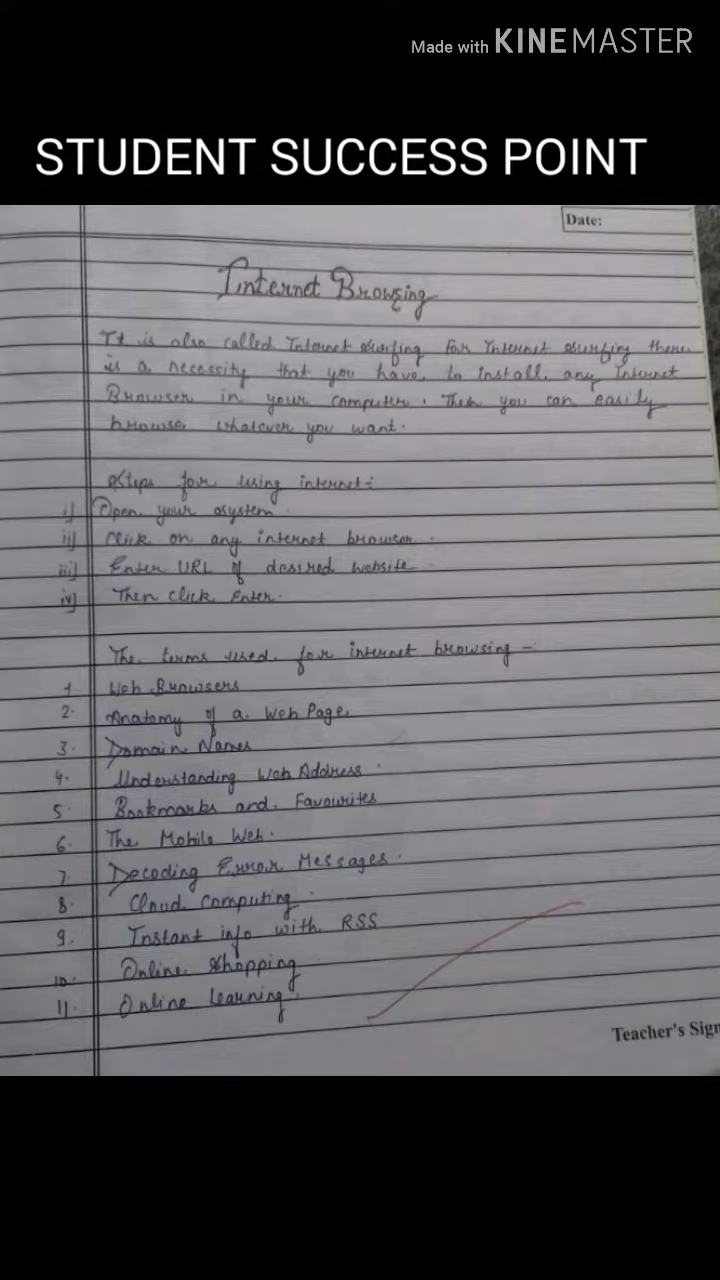 Made with KINEMASTER
STUDENT SUCCESS POINT
Date:
Internet Browsing
It is also called Internet surfing for Internet surfing there
is a necessity that you have to install any Internet
Browser in your computer. Then you can easily
browse whatever you want.
Steps for using internet:-
i) Open your system
ii) Click on any internet browser
iii) Enter URL of desired website
iv) Then click Enter.
The terms used for internet browsing -
1 Web Browsers
2. Anatomy of a Web Page
3. Domain Names
4. Understanding Web Address
5. Bookmarks and Favourites
6. The Mobile Web.
7. Decoding Error Messages.
8. Cloud Computing
9. Instant info with RSS
10. Online Shopping
11. Online Learning
Teacher's Sign